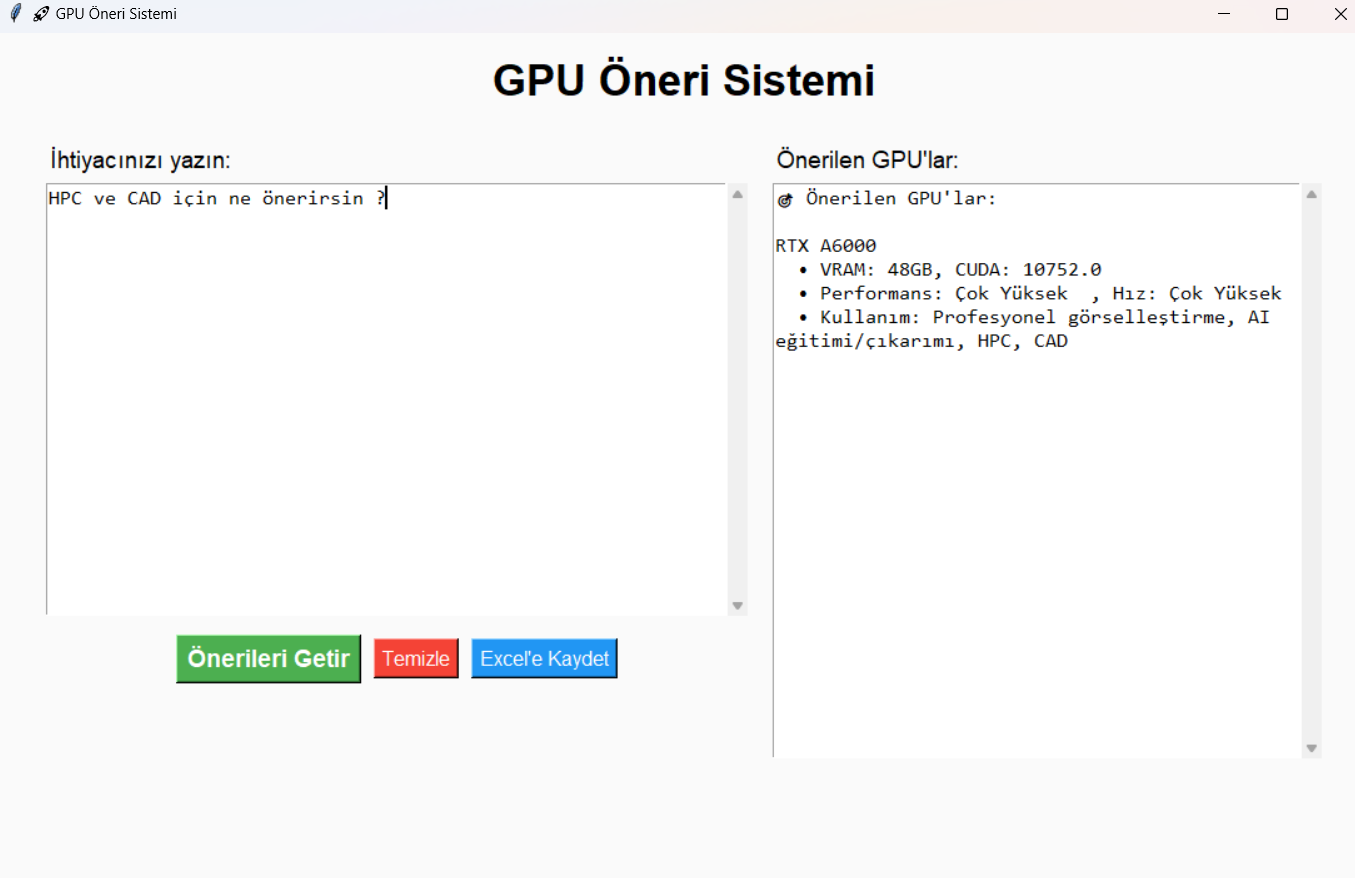 GPU Öneri Sistemi
GPU Öneri Sistemi
İhtiyacınızı yazın:
HPC ve CAD için ne önerirsin ?
Önerileri Getir
Temizle
Excel'e Kaydet
Önerilen GPU'lar:
Önerilen GPU'lar:
RTX A6000
• VRAM: 48GB, CUDA: 10752.0
• Performans: Çok Yüksek  , Hız: Çok Yüksek
• Kullanım: Profesyonel görselleştirme, AI
eğitimi/çıkarımı, HPC, CAD